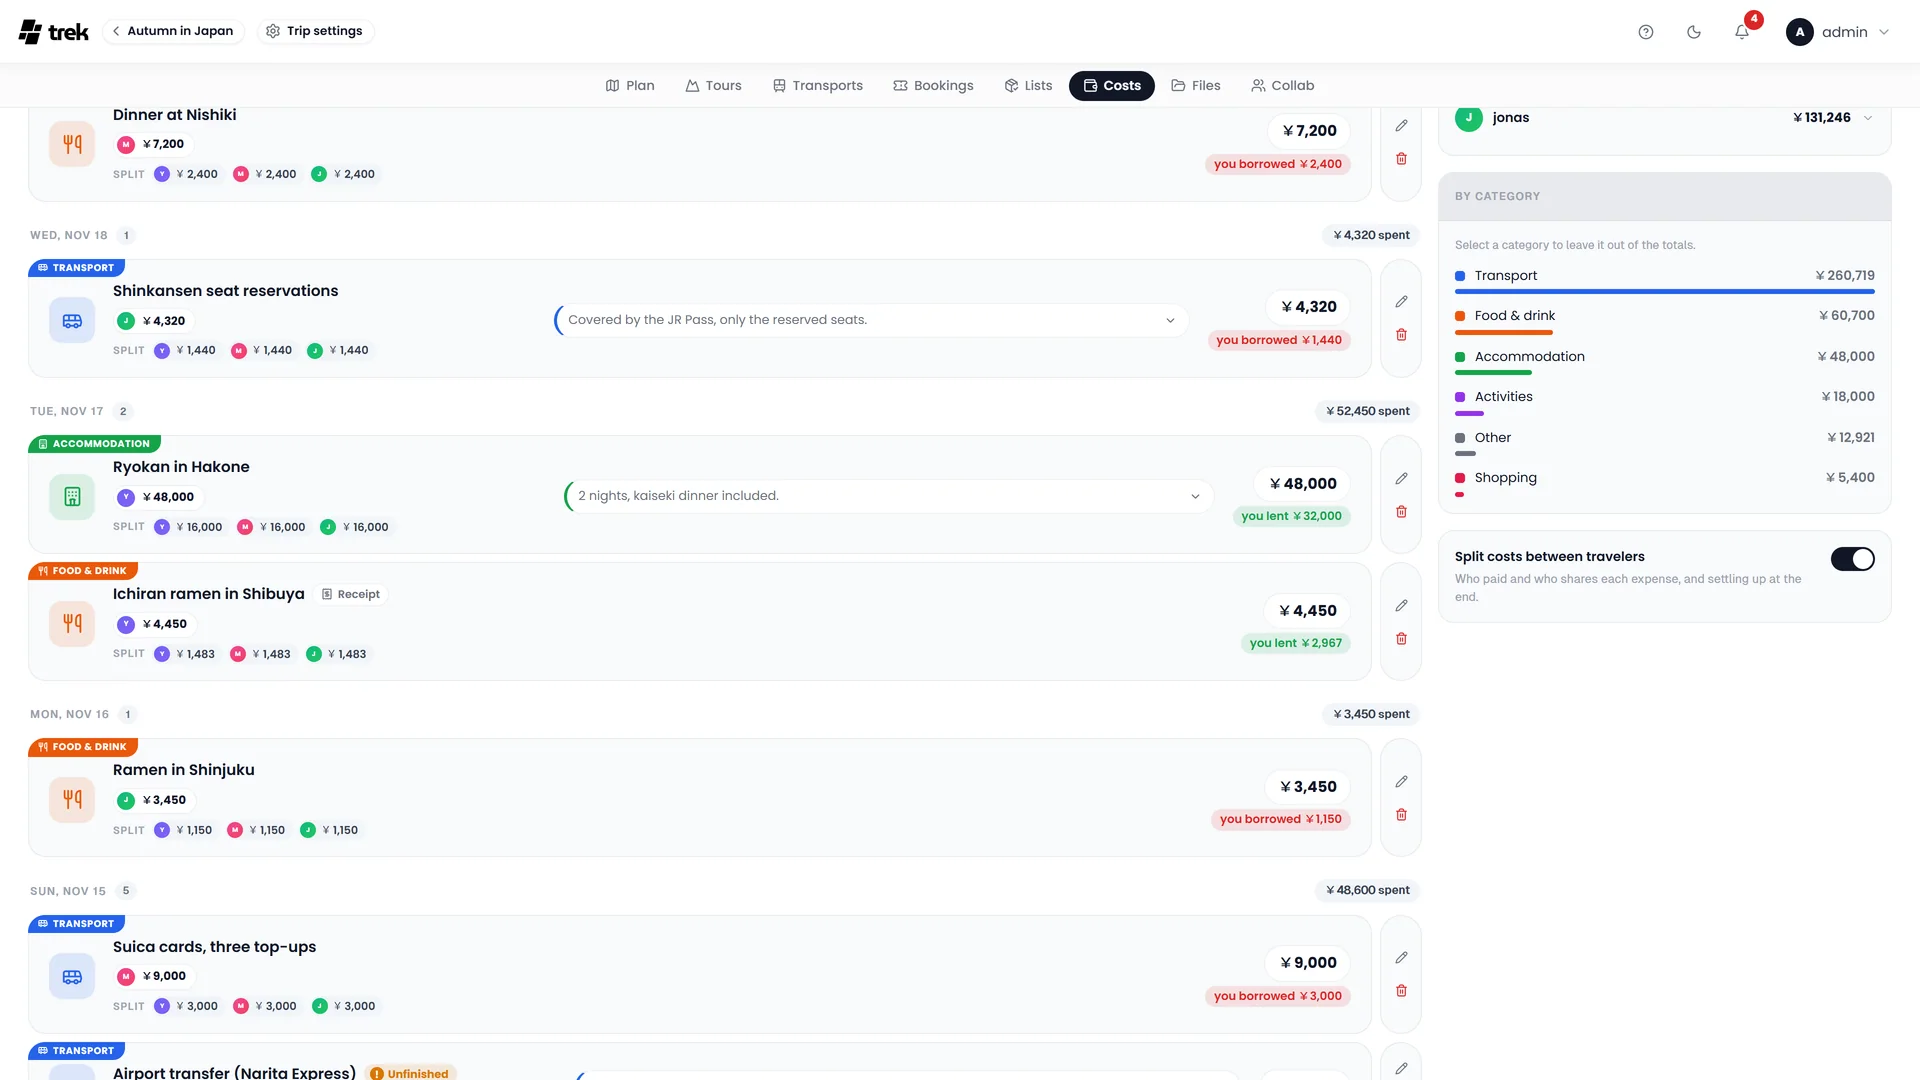 trek
Autumn in Japan
Trip settings
4
A
admin
Plan
Tours
Transports
Bookings
Lists
Costs
Files
Collab
Dinner at Nishiki
M ¥ 7,200
SPLIT Y ¥ 2,400 M ¥ 2,400 J ¥ 2,400
¥ 7,200
you borrowed ¥ 2,400
WED, NOV 18 1
¥ 4,320 spent
TRANSPORT
Shinkansen seat reservations
J ¥ 4,320
SPLIT Y ¥ 1,440 M ¥ 1,440 J ¥ 1,440
Covered by the JR Pass, only the reserved seats.
¥ 4,320
you borrowed ¥ 1,440
TUE, NOV 17 2
¥ 52,450 spent
ACCOMMODATION
Ryokan in Hakone
Y ¥ 48,000
SPLIT Y ¥ 16,000 M ¥ 16,000 J ¥ 16,000
2 nights, kaiseki dinner included.
¥ 48,000
you lent ¥ 32,000
FOOD & DRINK
Ichiran ramen in Shibuya Receipt
Y ¥ 4,450
SPLIT Y ¥ 1,483 M ¥ 1,483 J ¥ 1,483
¥ 4,450
you lent ¥ 2,967
MON, NOV 16 1
¥ 3,450 spent
FOOD & DRINK
Ramen in Shinjuku
J ¥ 3,450
SPLIT Y ¥ 1,150 M ¥ 1,150 J ¥ 1,150
¥ 3,450
you borrowed ¥ 1,150
SUN, NOV 15 5
¥ 48,600 spent
TRANSPORT
Suica cards, three top-ups
M ¥ 9,000
SPLIT Y ¥ 3,000 M ¥ 3,000 J ¥ 3,000
¥ 9,000
you borrowed ¥ 3,000
TRANSPORT
Airport transfer (Narita Express) Unfinished
J jonas ¥ 131,246
BY CATEGORY
Select a category to leave it out of the totals.
Transport ¥ 260,719
Food & drink ¥ 60,700
Accommodation ¥ 48,000
Activities ¥ 18,000
Other ¥ 12,921
Shopping ¥ 5,400
Split costs between travelers
Who paid and who shares each expense, and settling up at the
end.